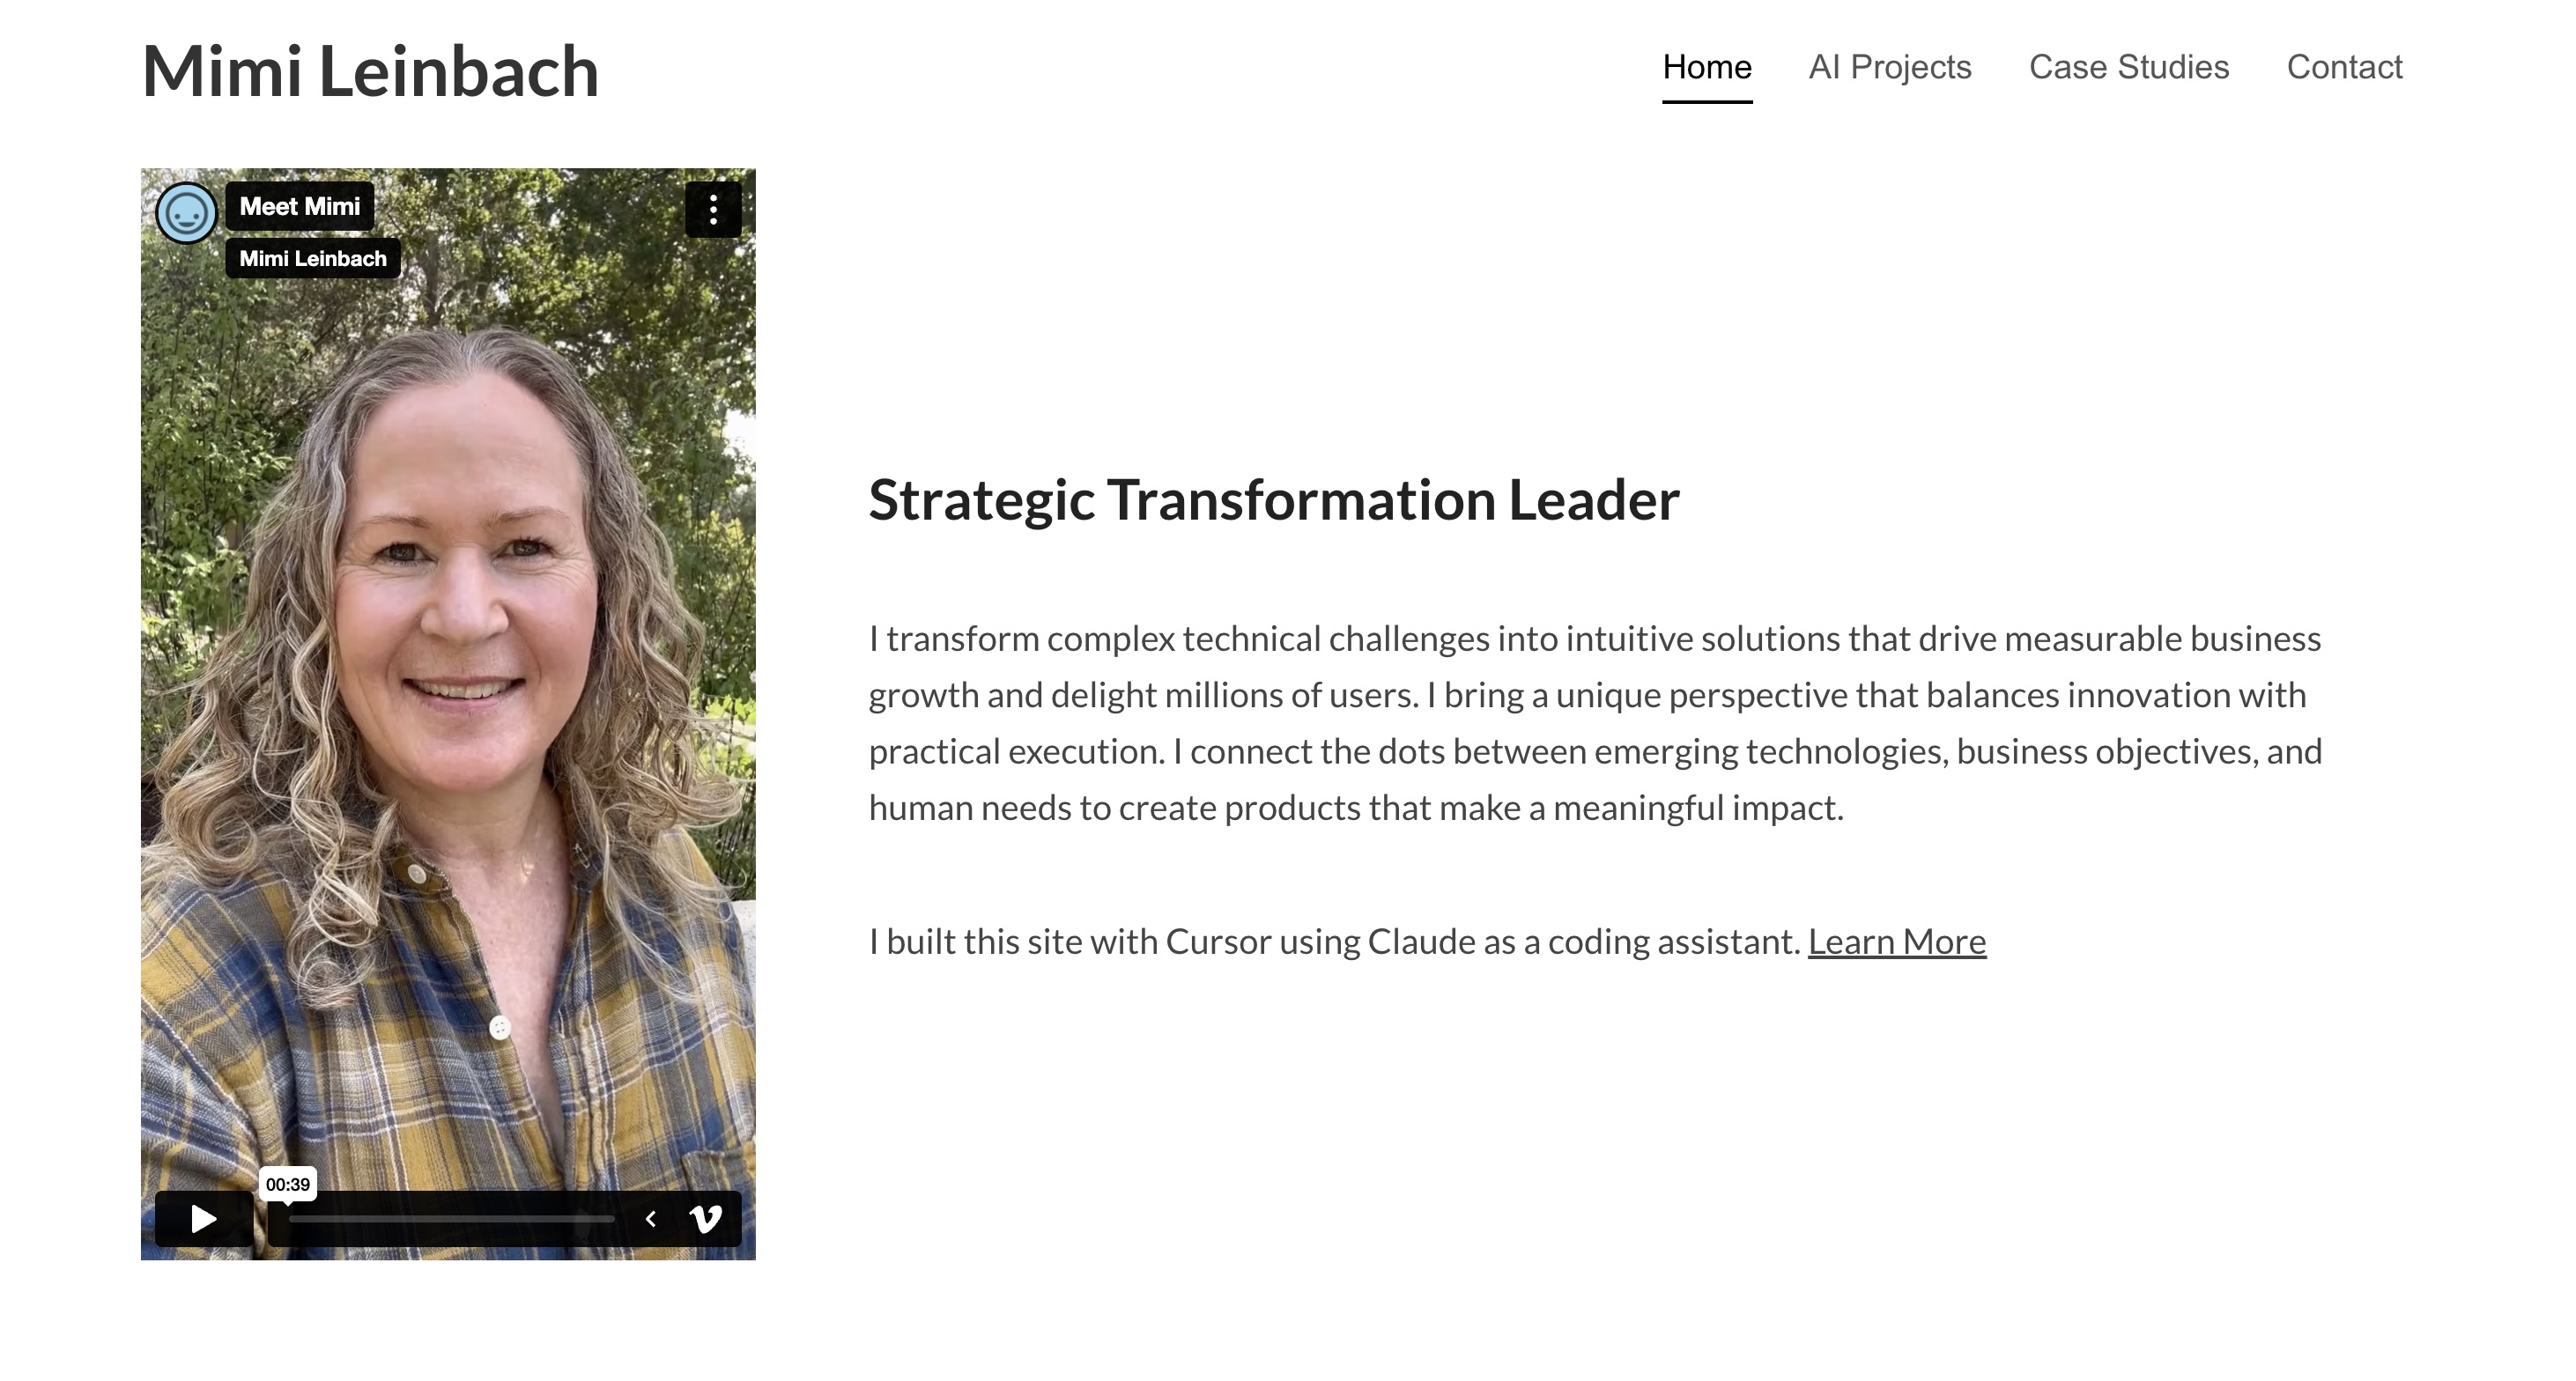 Mimi Leinbach
Home AI Projects Case Studies Contact
Meet Mimi
Mimi Leinbach
00:39
Strategic Transformation Leader
I transform complex technical challenges into intuitive solutions that drive measurable business
growth and delight millions of users. I bring a unique perspective that balances innovation with
practical execution. I connect the dots between emerging technologies, business objectives, and
human needs to create products that make a meaningful impact.
I built this site with Cursor using Claude as a coding assistant. Learn More